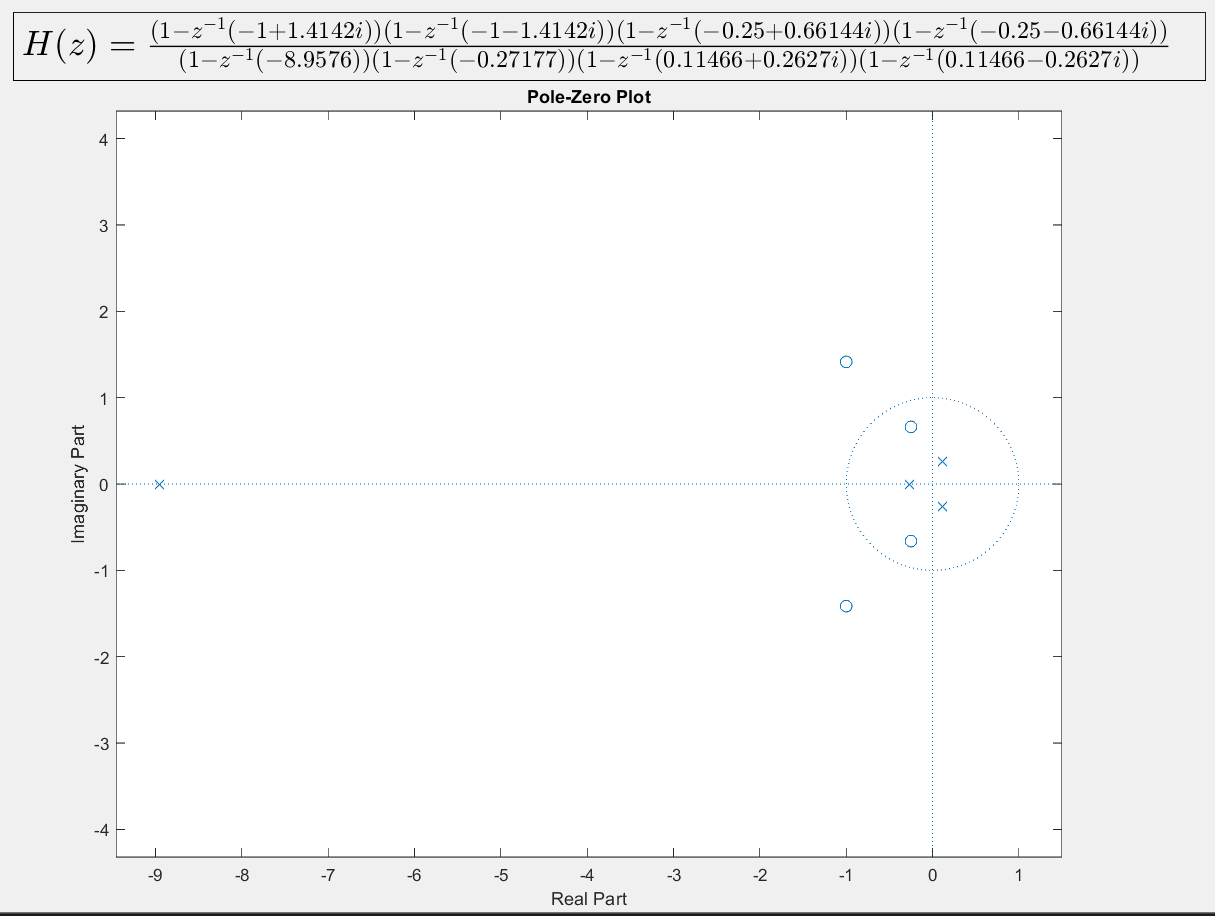 H(z) = \frac{(1-z^{-1}(-1+1.4142i))(1-z^{-1}(-1-1.4142i))(1-z^{-1}(-0.25+0.66144i))(1-z^{-1}(-0.25-0.66144i))}{(1-z^{-1}(-8.9576))(1-z^{-1}(-0.27177))(1-z^{-1}(0.11466+0.2627i))(1-z^{-1}(0.11466-0.2627i))}
Pole-Zero Plot
4
3
2
1
0
-1
-2
-3
-4
Imaginary Part
-9 -8 -7 -6 -5 -4 -3 -2 -1 0 1
Real Part